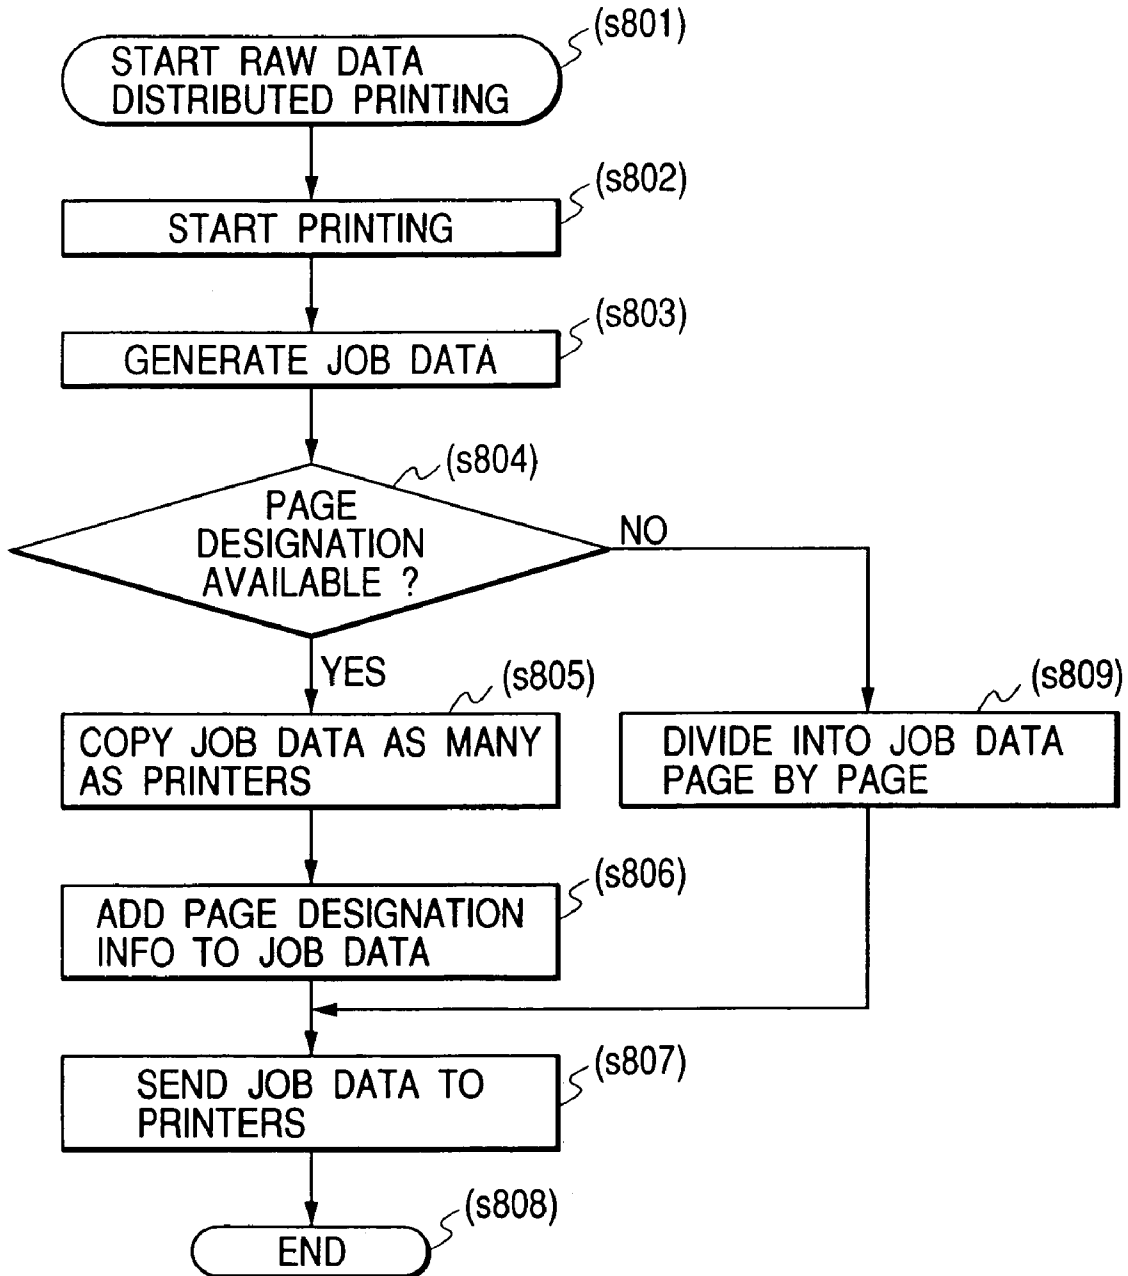 (s801)
START RAW DATA
DISTRIBUTED PRINTING
(s802)
START PRINTING
(s803)
GENERATE JOB DATA
(s804)
PAGE
DESIGNATION
AVAILABLE ?
NO
YES
(s805)
COPY JOB DATA AS MANY
AS PRINTERS
(s809)
DIVIDE INTO JOB DATA
PAGE BY PAGE
(s806)
ADD PAGE DESIGNATION
INFO TO JOB DATA
(s807)
SEND JOB DATA TO
PRINTERS
(s808)
END